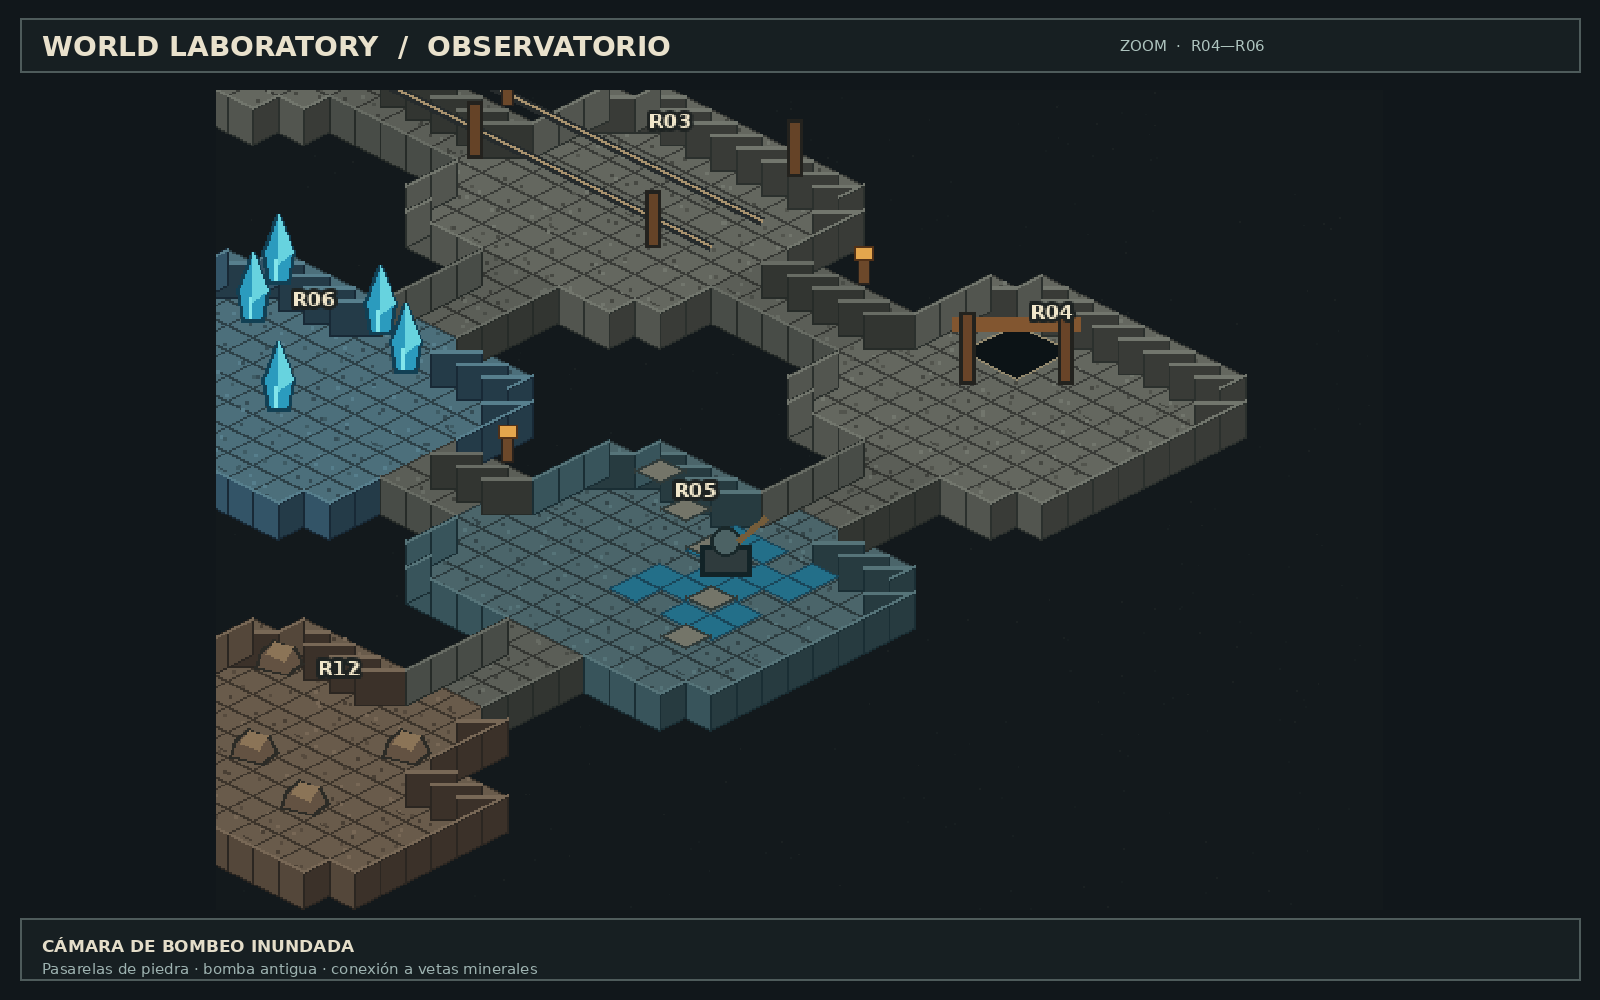 WORLD LABORATORY / OBSERVATORIO
ZOOM · R04—R06
R03
R06
R04
R05
R12
CÁMARA DE BOMBEO INUNDADA
Pasarelas de piedra · bomba antigua · conexión a vetas minerales